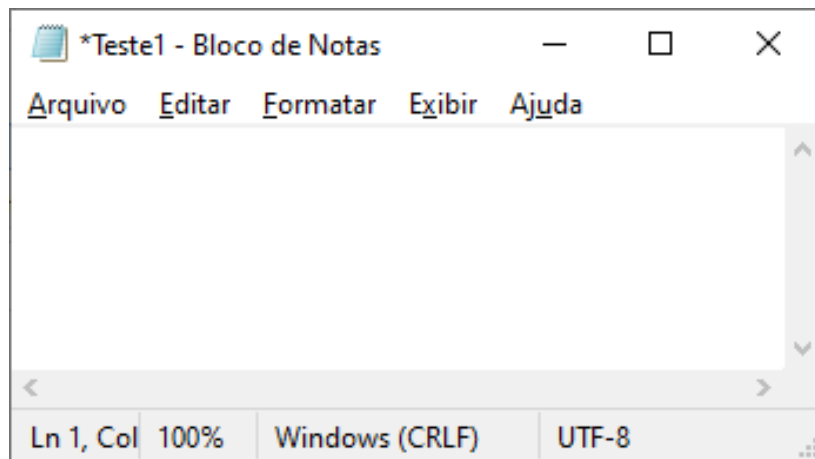 *Teste1 - Bloco de Notas
Arquivo Editar Formatar Exibir Ajuda
Ln 1, Col 100% Windows (CRLF) UTF-8